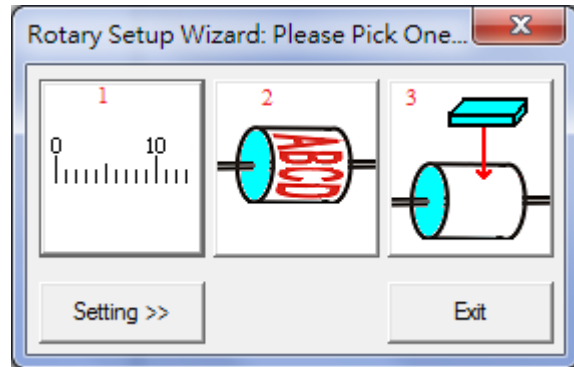 Rotary Setup Wizard: Please Pick One...
1
2
3
0 10
ABCD
Setting >>
Exit